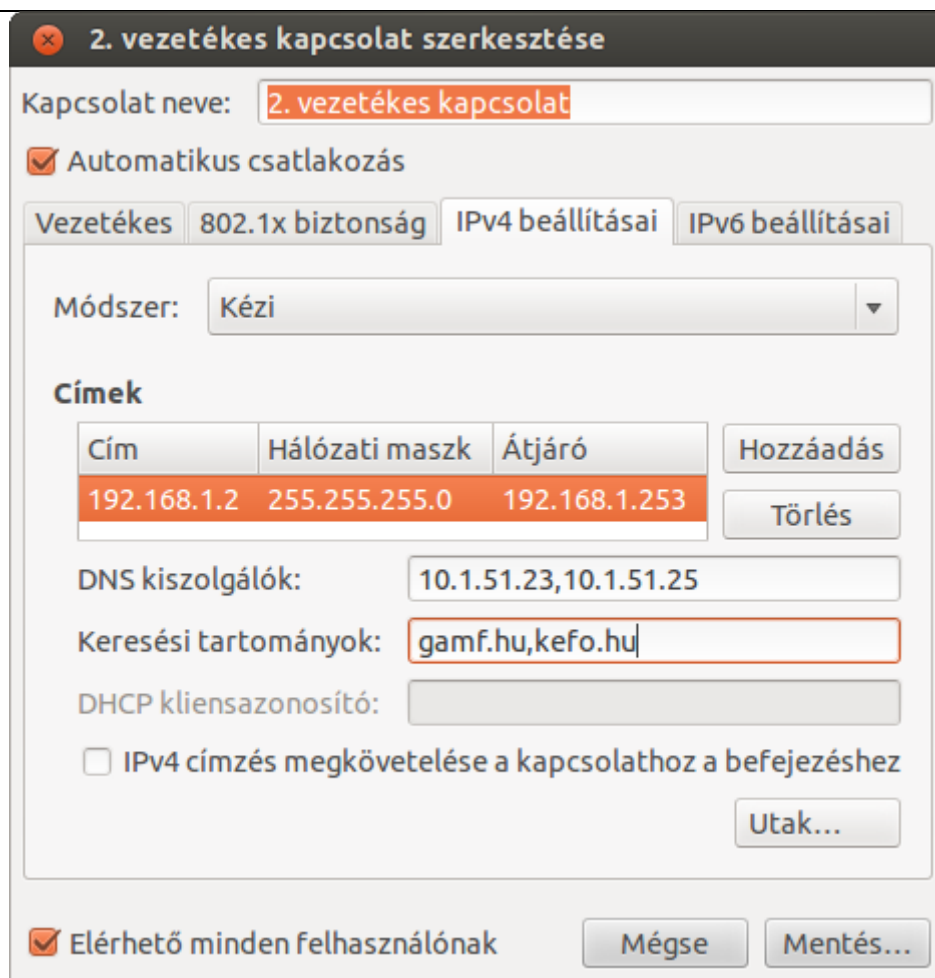 2. vezetékes kapcsolat szerkesztése
Kapcsolat neve: 2. vezetékes kapcsolat
Automatikus csatlakozás
Vezetékes 802.1x biztonság IPv4 beállításai IPv6 beállításai
Módszer: Kézi
Címek
Cím Hálózati maszk Átjáró Hozzáadás
192.168.1.2 255.255.255.0 192.168.1.253
Törlés
DNS kiszolgálók: 10.1.51.23,10.1.51.25
Keresési tartományok: gamf.hu,kefo.hu
DHCP kliensazonosító:
IPv4 címzés megkövetelése a kapcsolathoz a befejezéshez
Utak...
Elérhető minden felhasználónak Mégse Mentés...